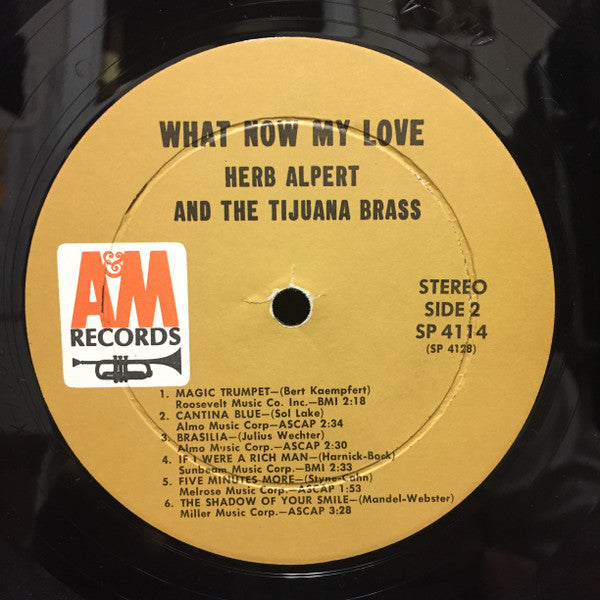 WHAT NOW MY LOVE
HERB ALPERT
AND THE TIJUANA BRASS
A&M
RECORDS
STEREO
SIDE 2
SP 4114
(SP 4128)
1. MAGIC TRUMPET—(Bert Kaempfert)
Roosevelt Music Co. Inc.—BMI 2:18
2. CANTINA BLUE—(Sol Lake)
Almo Music Corp—ASCAP 2:34
3. BRASILIA—(Julius Wechter)
Almo Music Corp—ASCAP 2:30
4. IF I WERE A RICH MAN—(Harnick-Bock)
Sunbeam Music Corp.—BMI 2:33
5. FIVE MINUTES MORE—(Styne-Cahn)
Melrose Music Corp—ASCAP 1:53
6. THE SHADOW OF YOUR SMILE—(Mandel-Webster)
Miller Music Corp.—ASCAP 3:28